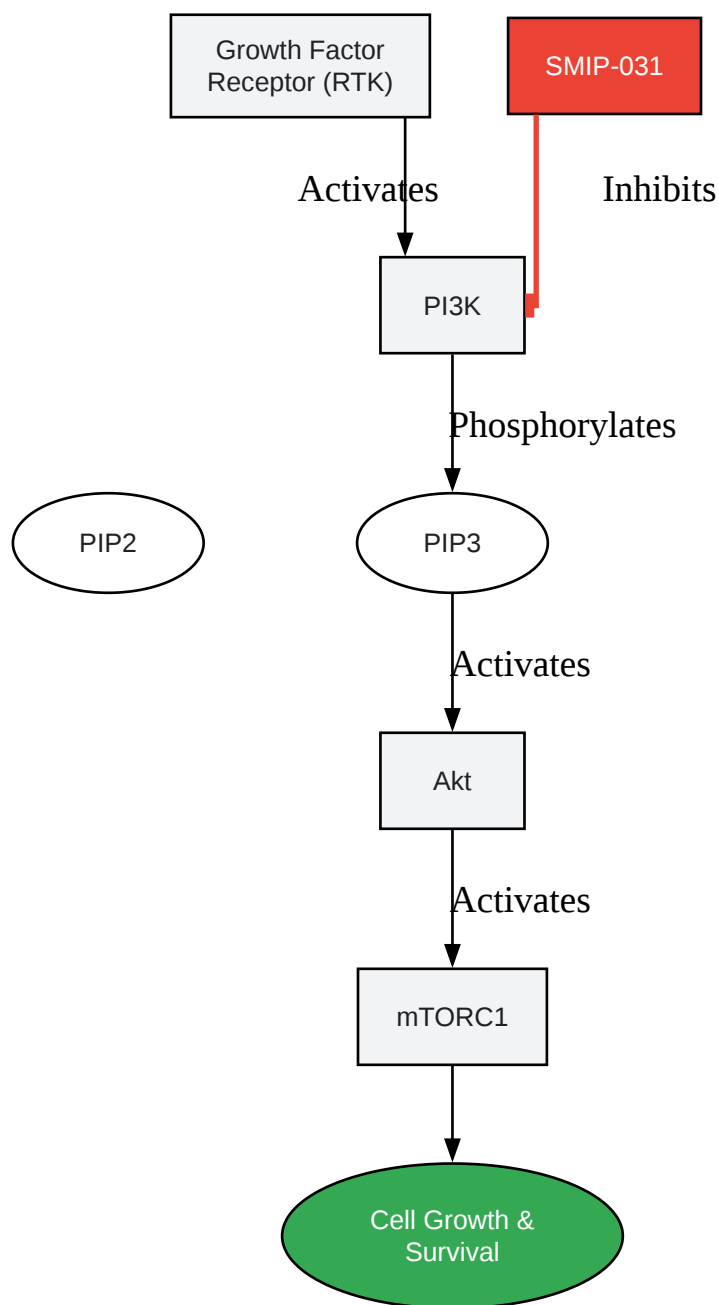 Growth Factor
Receptor (RTK)
SMIP-031
Activates
Inhibits
PI3K
Phosphorylates
PIP2
PIP3
Activates
Akt
Activates
mTORC1
Cell Growth &
Survival